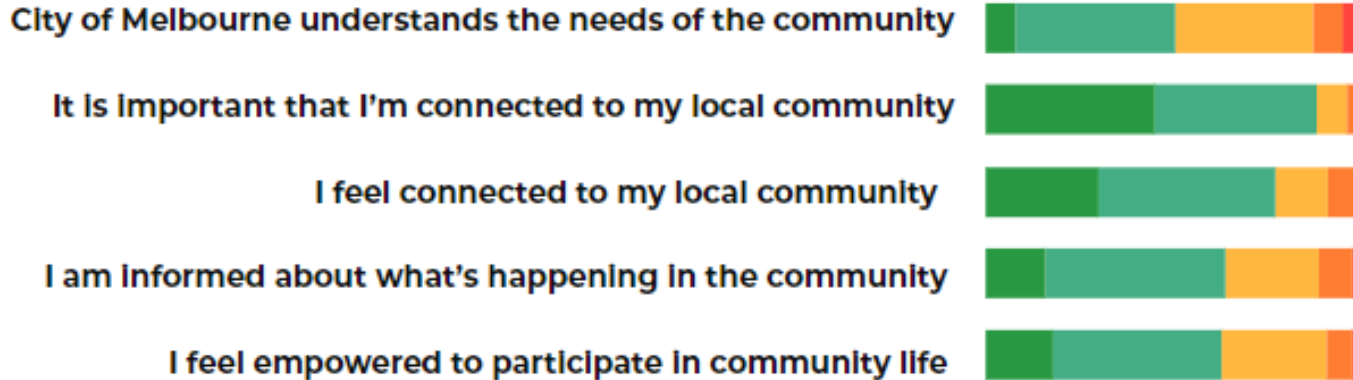 City of Melbourne understands the needs of the community
It is important that I’m connected to my local community
I feel connected to my local community
I am informed about what’s happening in the community
I feel empowered to participate in community life